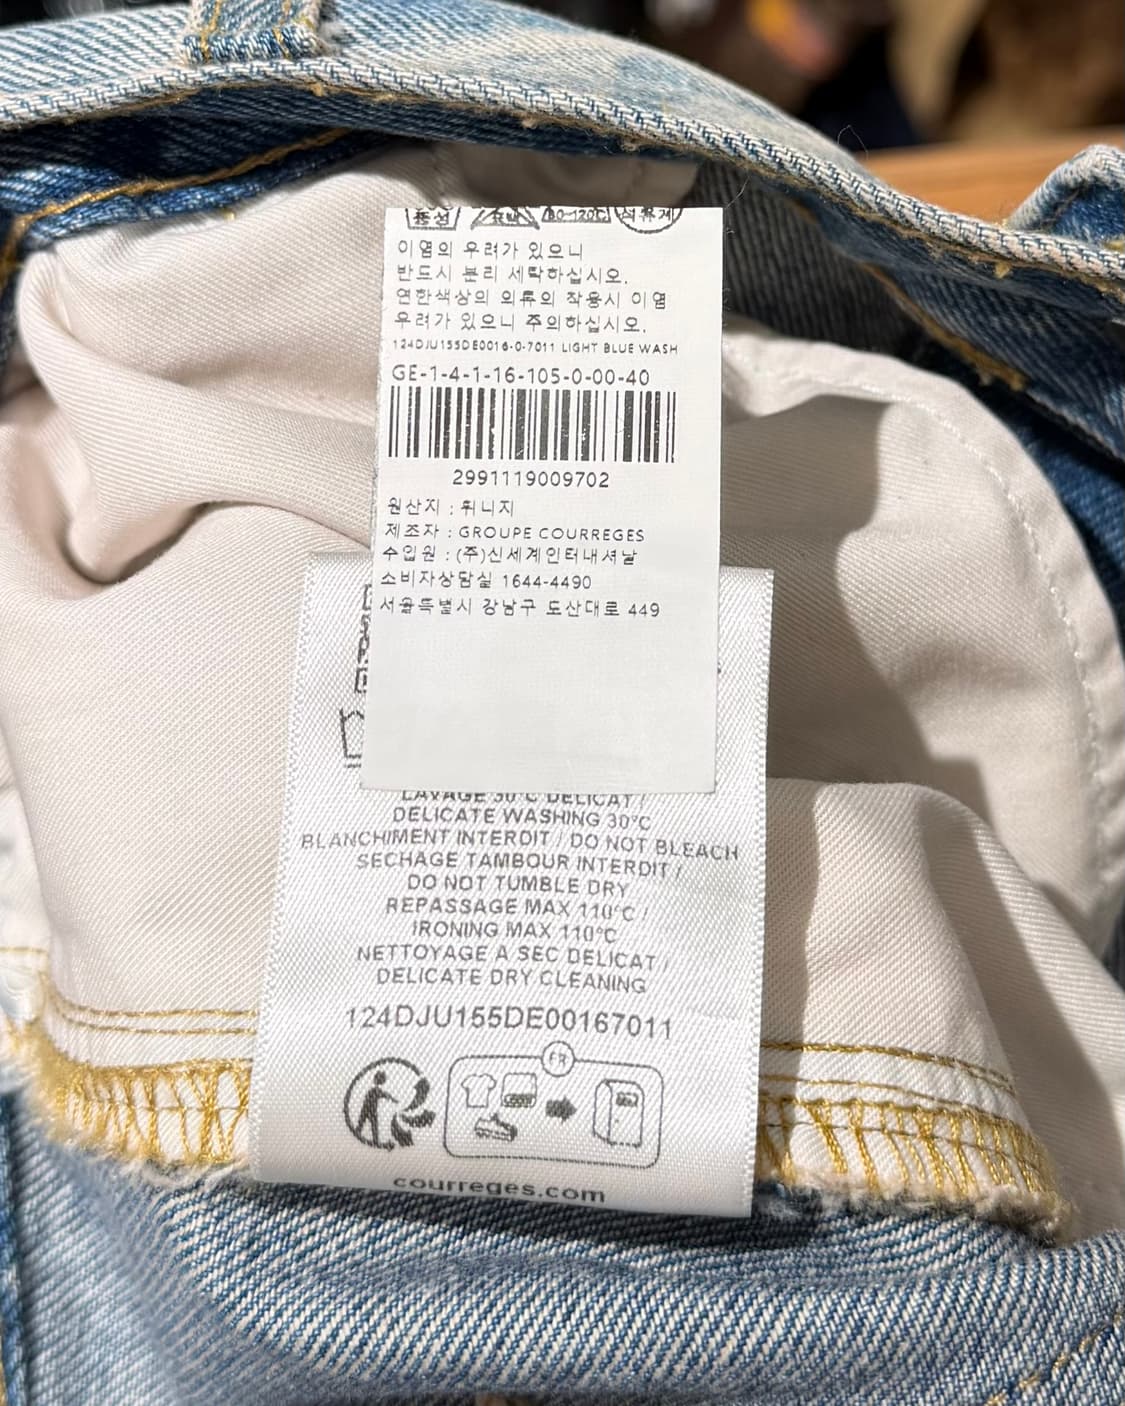 80-120℃
이염의 우려가 있으니
반드시 분리 세탁하십시오.
연한색상의 의류의 착용시 이염
우려가 있으니 주의하십시오.
124DJU155DE0016-0-7011 LIGHT BLUE WASH
GE-1-4-1-16-105-0-00-40
2991119009702
원산지 : 튀니지
제조자 : GROUPE COURREGES
수입원 : (주)신세계인터내셔날
소비자상담실 1644-4490
서울특별시 강남구 도산대로 449
LAVAGE 30°C DELICAT /
DELICATE WASHING 30°C
BLANCHIMENT INTERDIT / DO NOT BLEACH
SECHAGE TAMBOUR INTERDIT /
DO NOT TUMBLE DRY
REPASSAGE MAX 110°C /
IRONING MAX 110°C
NETTOYAGE A SEC DELICAT /
DELICATE DRY CLEANING
124DJU155DE00167011
FR
courreges.com